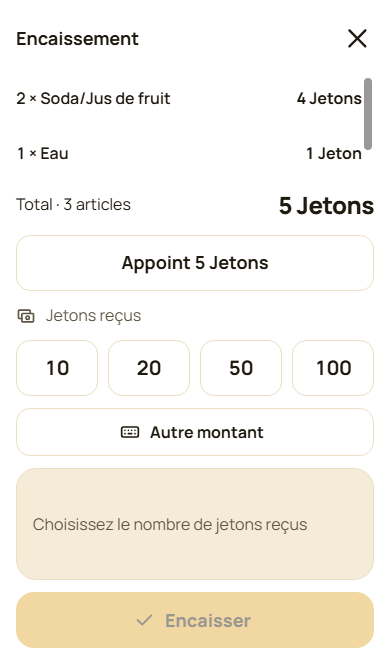 Encaissement
2 × Soda/Jus de fruit 4 Jetons
1 × Eau 1 Jeton
Total · 3 articles 5 Jetons
Appoint 5 Jetons
Jetons reçus
10 20 50 100
Autre montant
Choisissez le nombre de jetons reçus
Encaisser